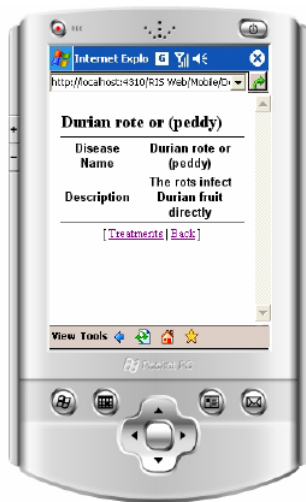 Internet Explo
http://localhost:4310/RIS Web/Mobile/D
Durian rote or (peddy)
Disease Name
Durian rote or (peddy)
Description
The rots infect Durian fruit directly
[ Treatments | Back ]
View Tools
Pocket PC